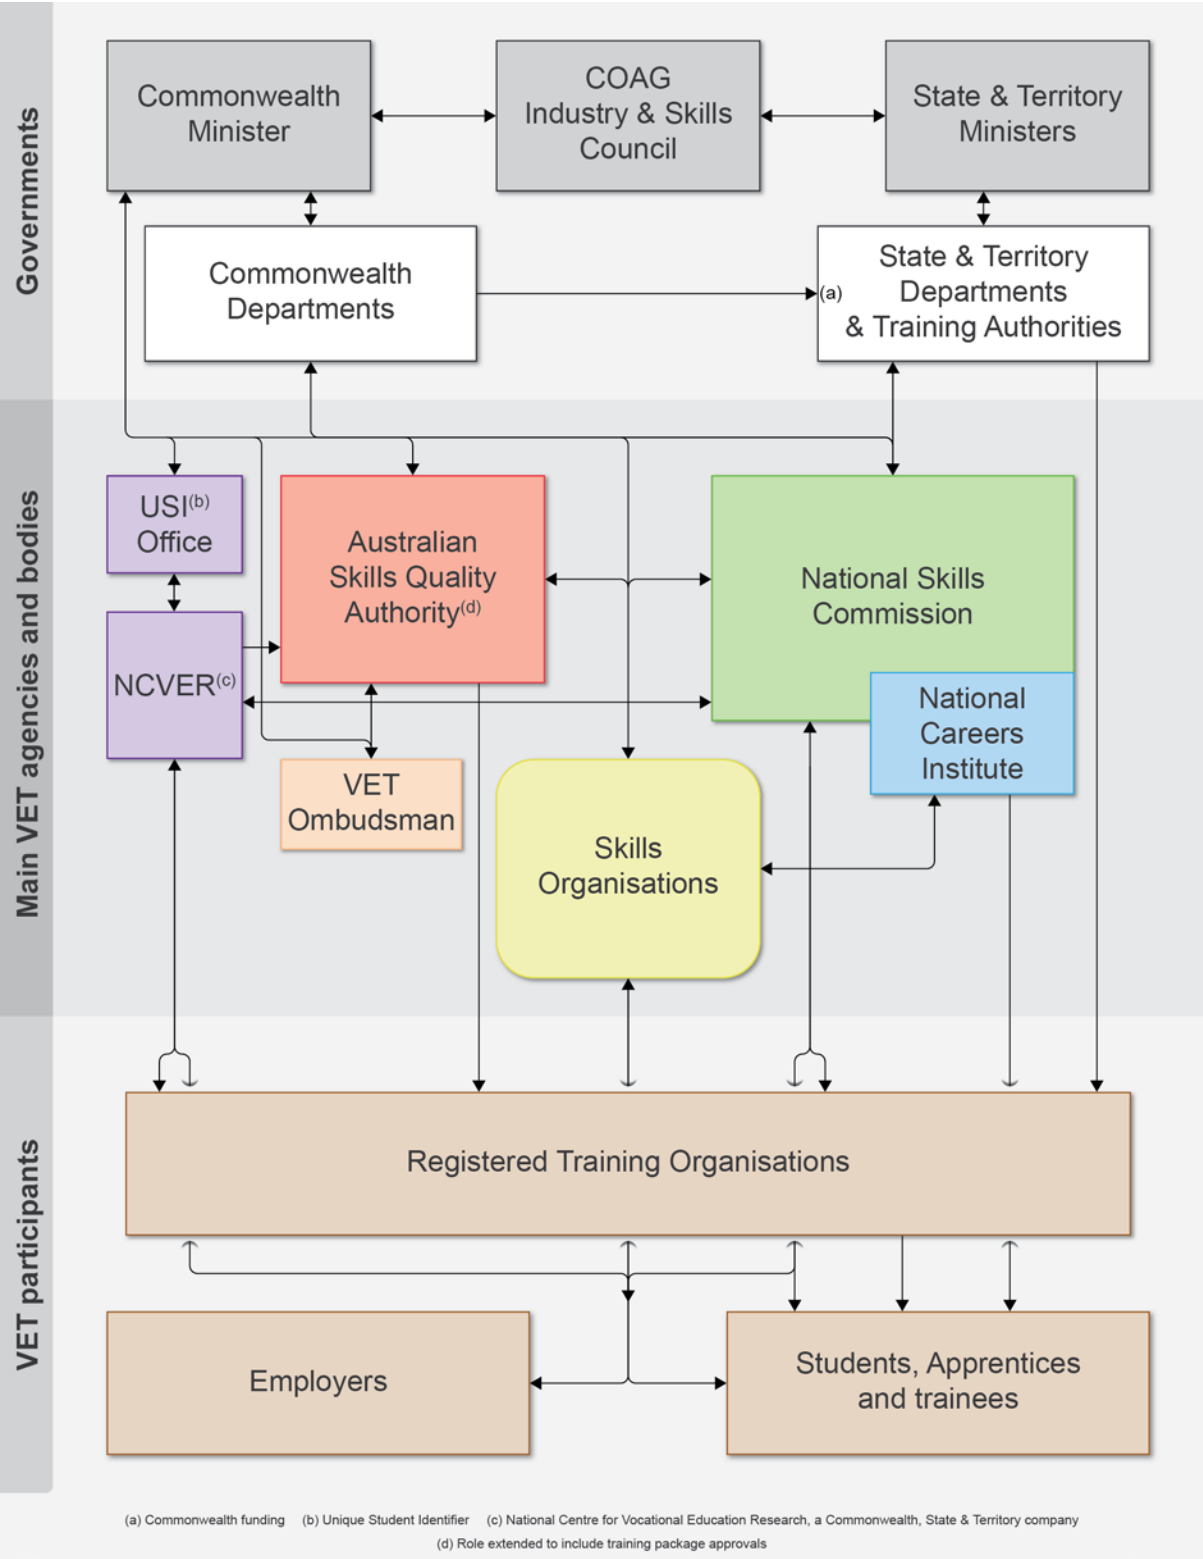 Governments
Commonwealth
Minister
COAG
Industry & Skills
Council
State & Territory
Ministers
Commonwealth
Departments
(a)
State & Territory
Departments
& Training Authorities
Main VET agencies and bodies
USI(b)
Office
Australian
Skills Quality
Authority(d)
National Skills
Commission
NCVER(c)
National
Careers
Institute
VET
Ombudsman
Skills
Organisations
VET participants
Registered Training Organisations
Employers
Students, Apprentices
and trainees
(a) Commonwealth funding (b) Unique Student Identifier (c) National Centre for Vocational Education Research, a Commonwealth, State & Territory company
(d) Role extended to include training package approvals